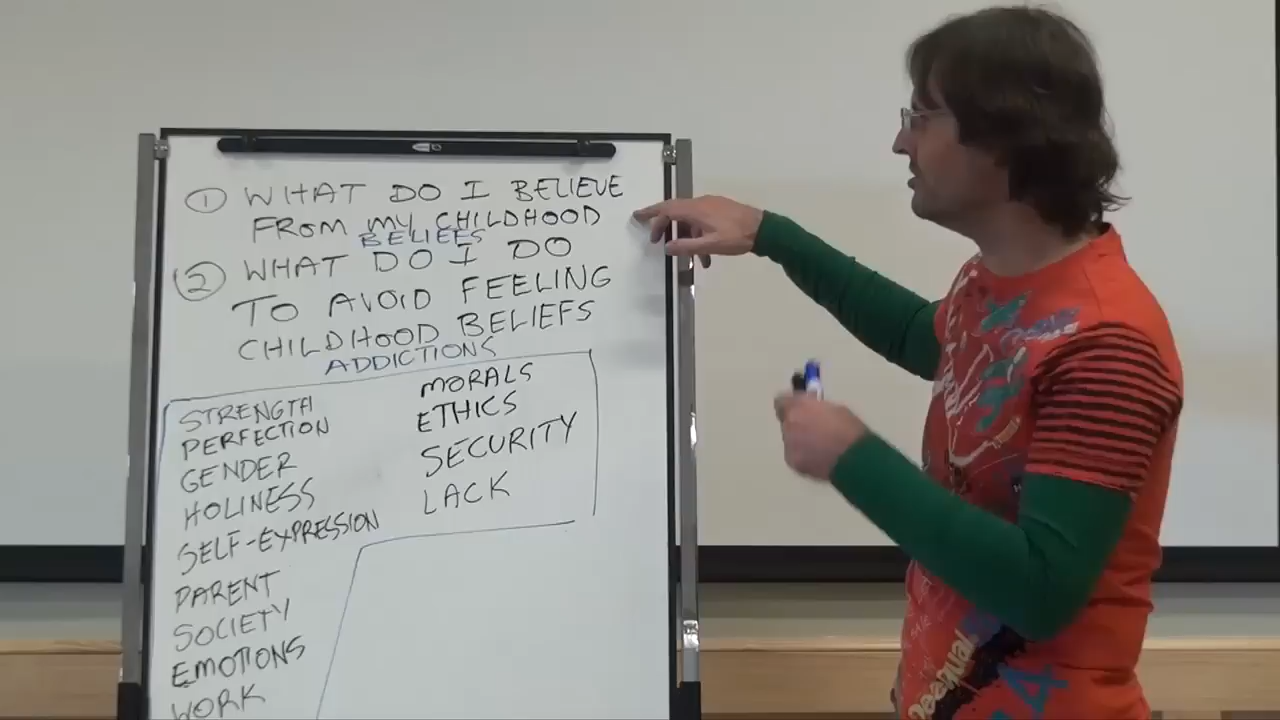 ① WHAT DO I BELIEVE
FROM MY CHILDHOOD
BELIEFS
② WHAT DO I DO
TO AVOID FEELING
CHILDHOOD BELIEFS
ADDICTIONS
STRENGTH
PERFECTION
GENDER
HOLINESS
SELF-EXPRESSION
PARENT
SOCIETY
EMOTIONS
WORK
MORALS
ETHICS
SECURITY
LACK
Desigual